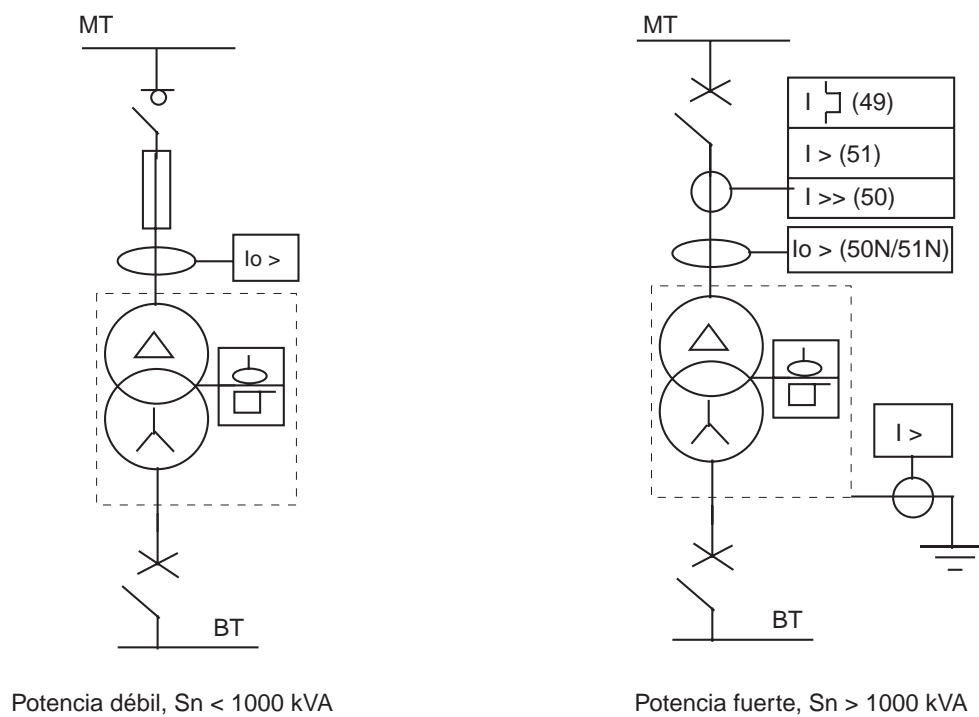 MT
Io >
BT
Potencia débil, Sn < 1000 kVA
MT
I (49)
I > (51)
I >> (50)
Io > (50N/51N)
I >
BT
Potencia fuerte, Sn > 1000 kVA